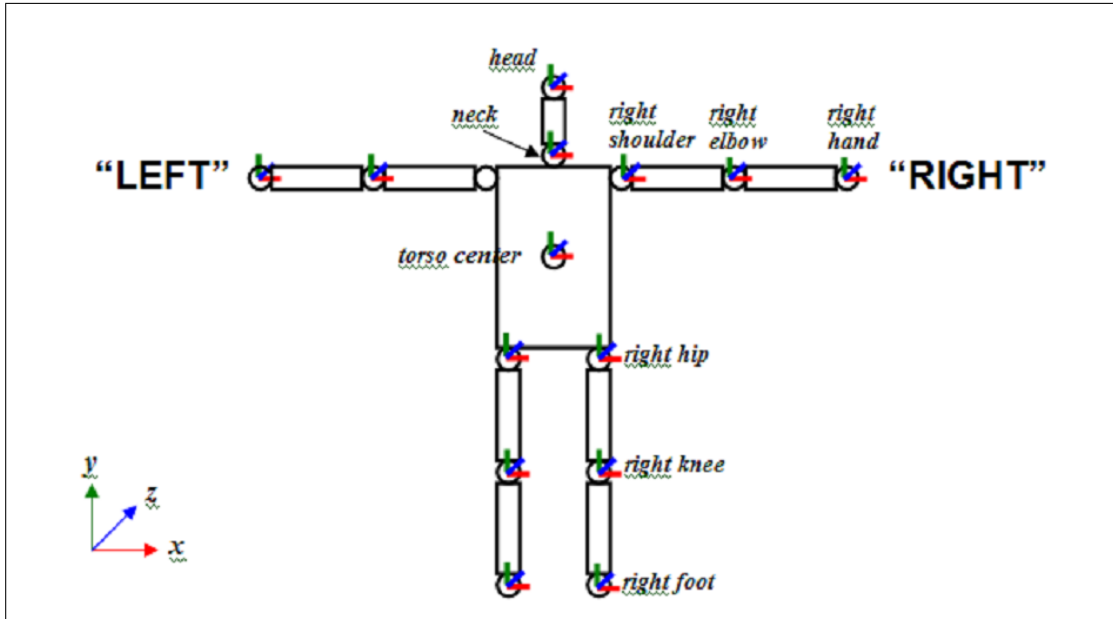 head
neck
right
shoulder
right
elbow
right
hand
“LEFT”
“RIGHT”
torso center
right hip
right knee
right foot
y
z
x